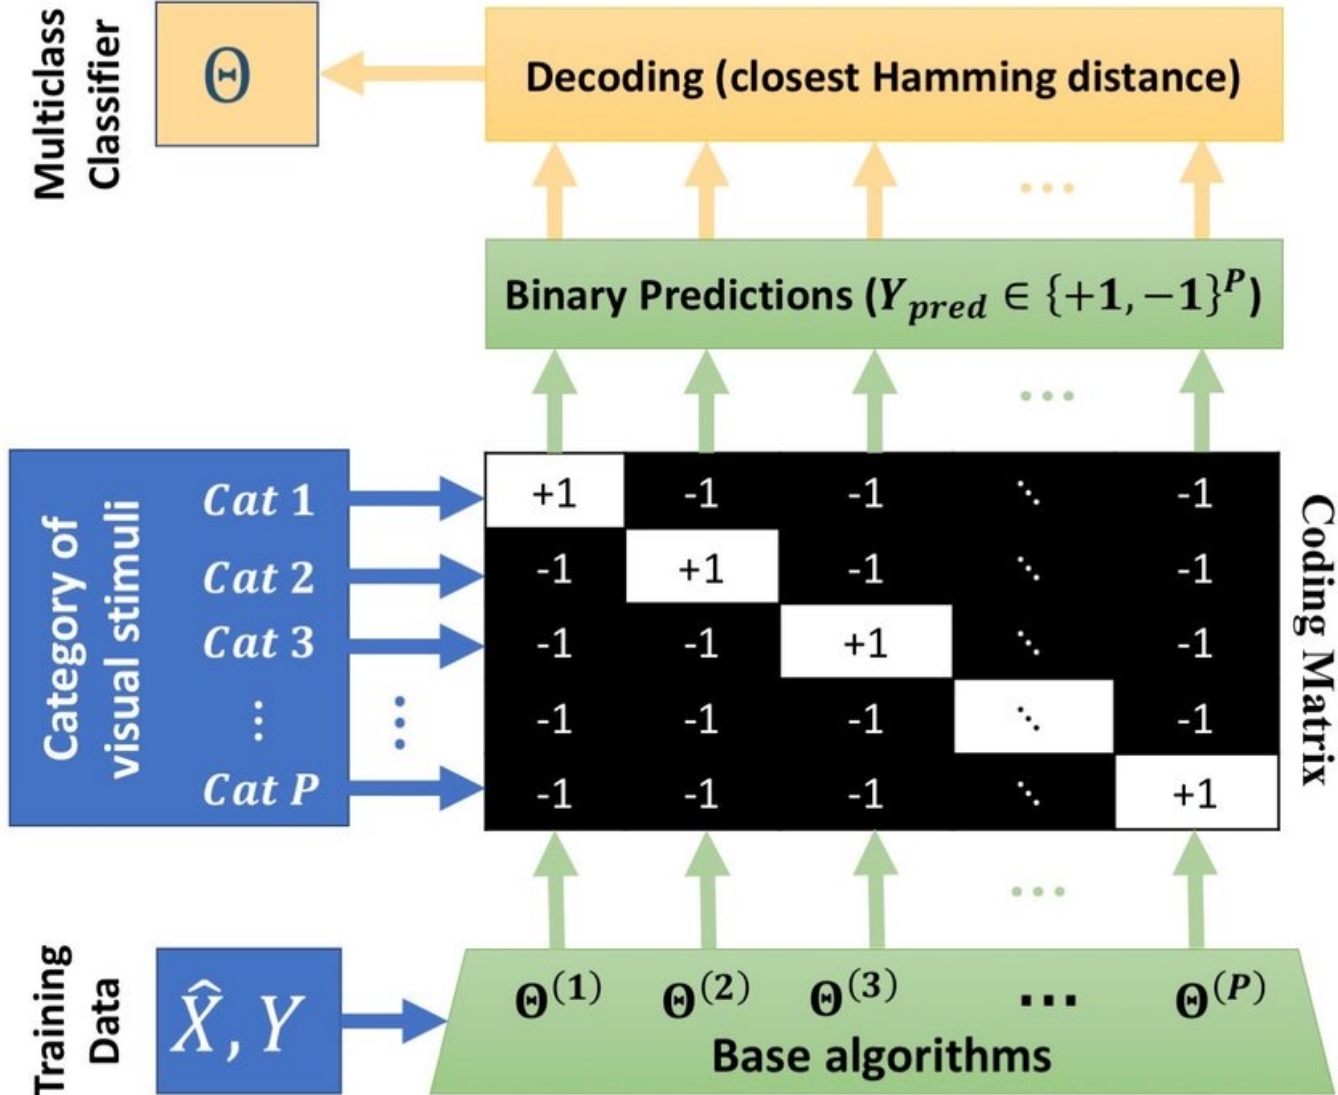 Multiclass
Classifier
Θ
Decoding (closest Hamming distance)
...
Binary Predictions (Y_pred ∈ {+1, −1}^P)
...
Category of
visual stimuli
Cat 1
Cat 2
Cat 3
⋮
Cat P
⋮
+1 -1 -1 ⋱ -1
-1 +1 -1 ⋱ -1
-1 -1 +1 ⋱ -1
-1 -1 -1 ⋱ -1
-1 -1 -1 ⋱ +1
Coding Matrix
...
Training
Data
X̂, Y
Θ^(1) Θ^(2) Θ^(3) ... Θ^(P)
Base algorithms